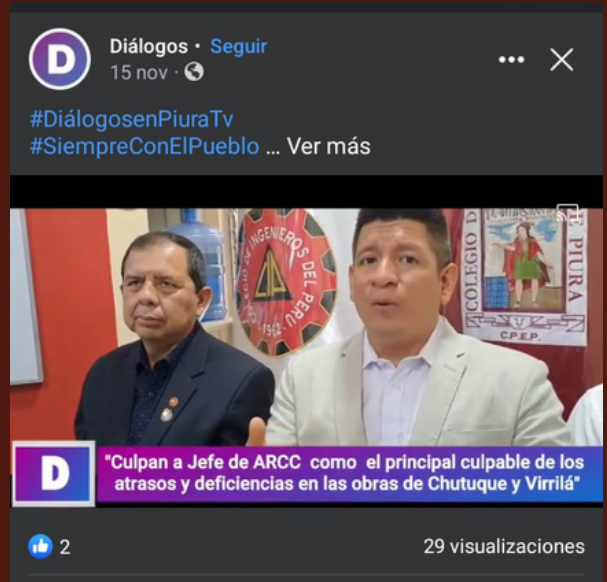 D
Diálogos • Seguir
15 nov ·
#DiálogosenPiuraTv
#SiempreConElPueblo ... Ver más
COLEGIO DE INGENIEROS DEL PERU
1962
COLEGIO D
E PIURA
C.P.E.P.
D
"Culpan a Jefe de ARCC como el principal culpable de los
atrasos y deficiencias en las obras de Chutuque y Virrilá"
2
29 visualizaciones